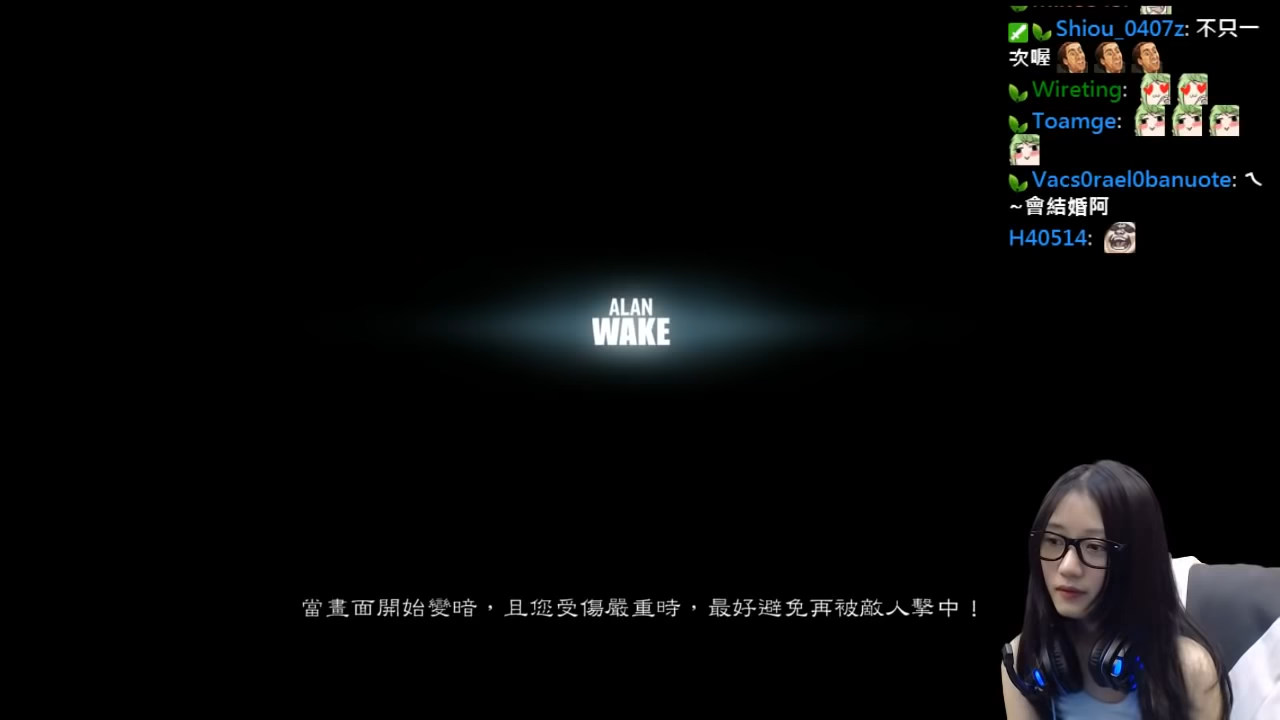 Shiou_0407z: 不只一
次喔
Wireting:
Toamge:
Vacs0rael0banuote: ㄟ
~會結婚阿
H40514:
ALAN
WAKE
當畫面開始變暗，且您受傷嚴重時，最好避免再被敵人擊中！